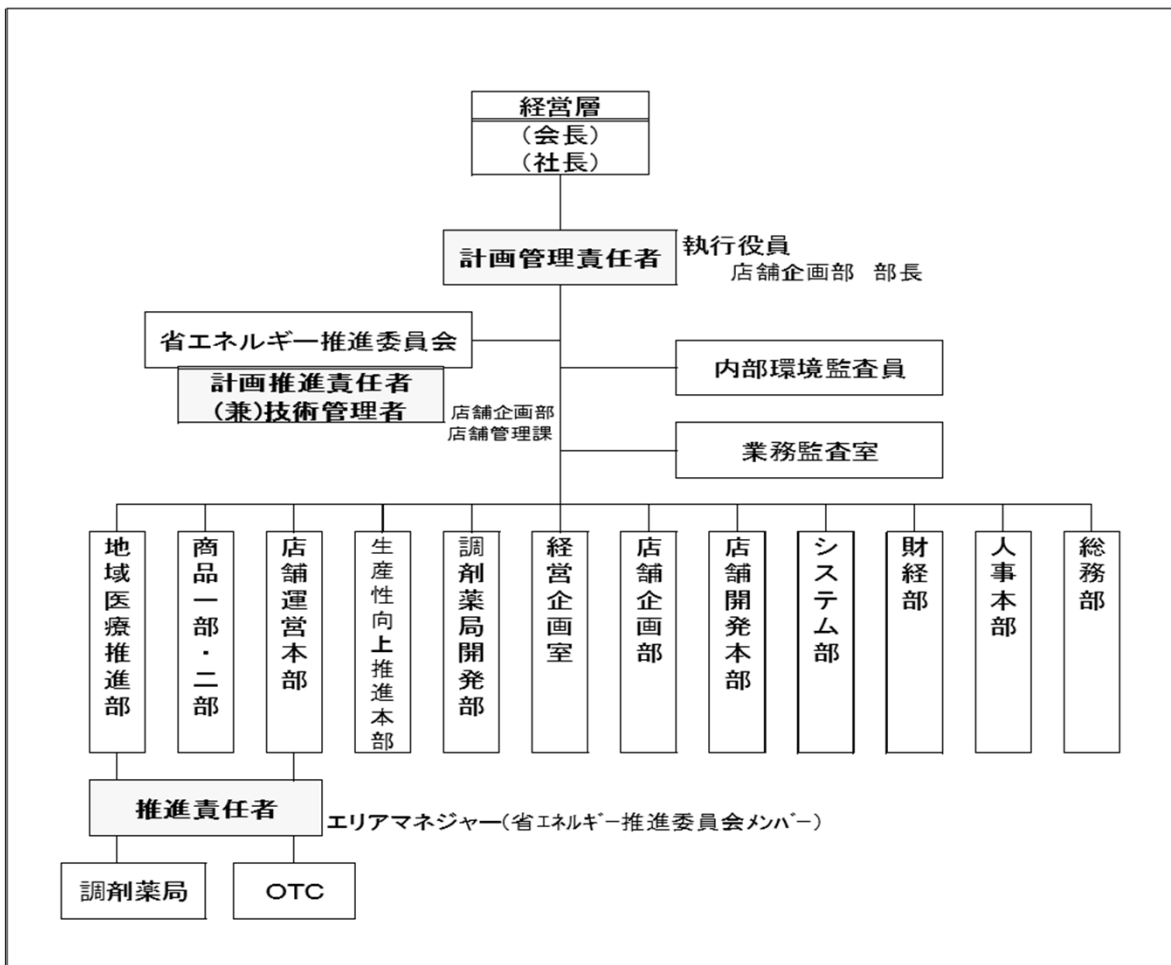 経営層
(会長)
(社長)
計画管理責任者
執行役員
店舗企画部 部長
省エネルギー推進委員会
計画推進責任者
(兼)技術管理者
店舗企画部
店舗管理課
内部環境監査員
業務監査室
地域医療推進部
商品一部・二部
店舗運営本部
生産性向上推進本部
調剤薬局開発部
経営企画室
店舗企画部
店舗開発本部
システム部
財経部
人事本部
総務部
推進責任者
エリアマネジャー(省エネルギー推進委員会メンバー)
調剤薬局
OTC